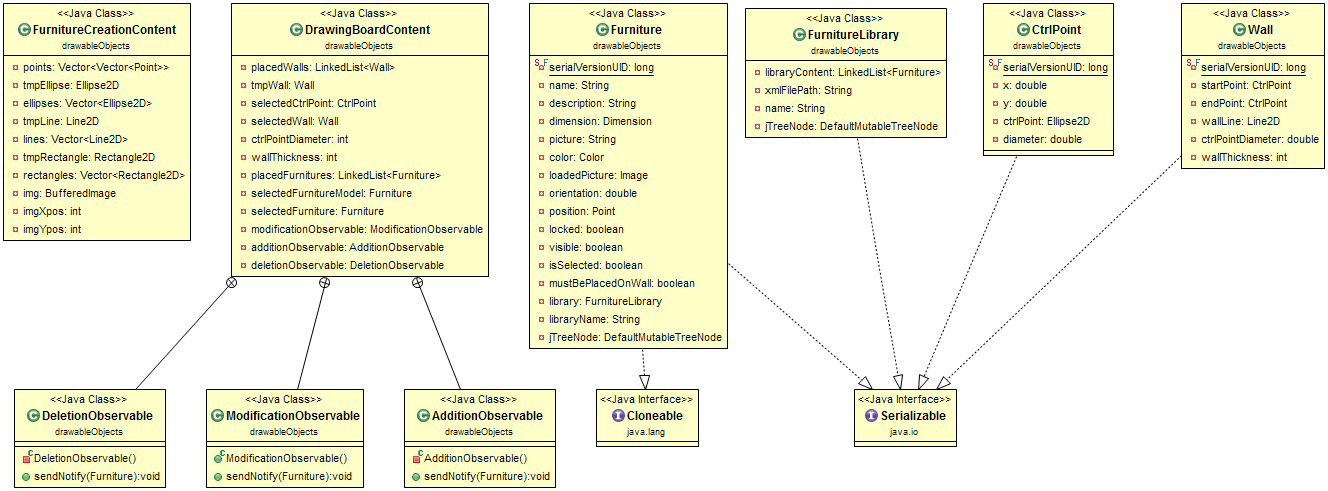 <<Java Class>>
FurnitureCreationContent
drawableObjects
points: Vector<Vector<Point>>
tmpEllipse: Ellipse2D
ellipses: Vector<Ellipse2D>
tmpLine: Line2D
lines: Vector<Line2D>
tmpRectangle: Rectangle2D
rectangles: Vector<Rectangle2D>
img: BufferedImage
imgXpos: int
imgYpos: int
<<Java Class>>
DrawingBoardContent
drawableObjects
placedWalls: LinkedList<Wall>
tmpWall: Wall
selectedCtrlPoint: CtrlPoint
selectedWall: Wall
ctrlPointDiameter: int
wallThickness: int
placedFurnitures: LinkedList<Furniture>
selectedFurnitureModel: Furniture
selectedFurniture: Furniture
modificationObservable: ModificationObservable
additionObservable: AdditionObservable
deletionObservable: DeletionObservable
<<Java Class>>
Furniture
drawableObjects
serialVersionUID: long
name: String
description: String
dimension: Dimension
picture: String
color: Color
loadedPicture: Image
orientation: double
position: Point
locked: boolean
visible: boolean
isSelected: boolean
mustBePlacedOnWall: boolean
library: FurnitureLibrary
libraryName: String
jTreeNode: DefaultMutableTreeNode
<<Java Class>>
FurnitureLibrary
drawableObjects
libraryContent: LinkedList<Furniture>
xmlFilePath: String
name: String
jTreeNode: DefaultMutableTreeNode
<<Java Class>>
CtrlPoint
drawableObjects
serialVersionUID: long
x: double
y: double
ctrlPoint: Ellipse2D
diameter: double
<<Java Class>>
Wall
drawableObjects
serialVersionUID: long
startPoint: CtrlPoint
endPoint: CtrlPoint
wallLine: Line2D
ctrlPointDiameter: double
wallThickness: int
<<Java Class>>
DeletionObservable
drawableObjects
DeletionObservable()
sendNotify(Furniture):void
<<Java Class>>
ModificationObservable
drawableObjects
ModificationObservable()
sendNotify(Furniture):void
<<Java Class>>
AdditionObservable
drawableObjects
AdditionObservable()
sendNotify(Furniture):void
<<Java Interface>>
Cloneable
java.lang
<<Java Interface>>
Serializable
java.io